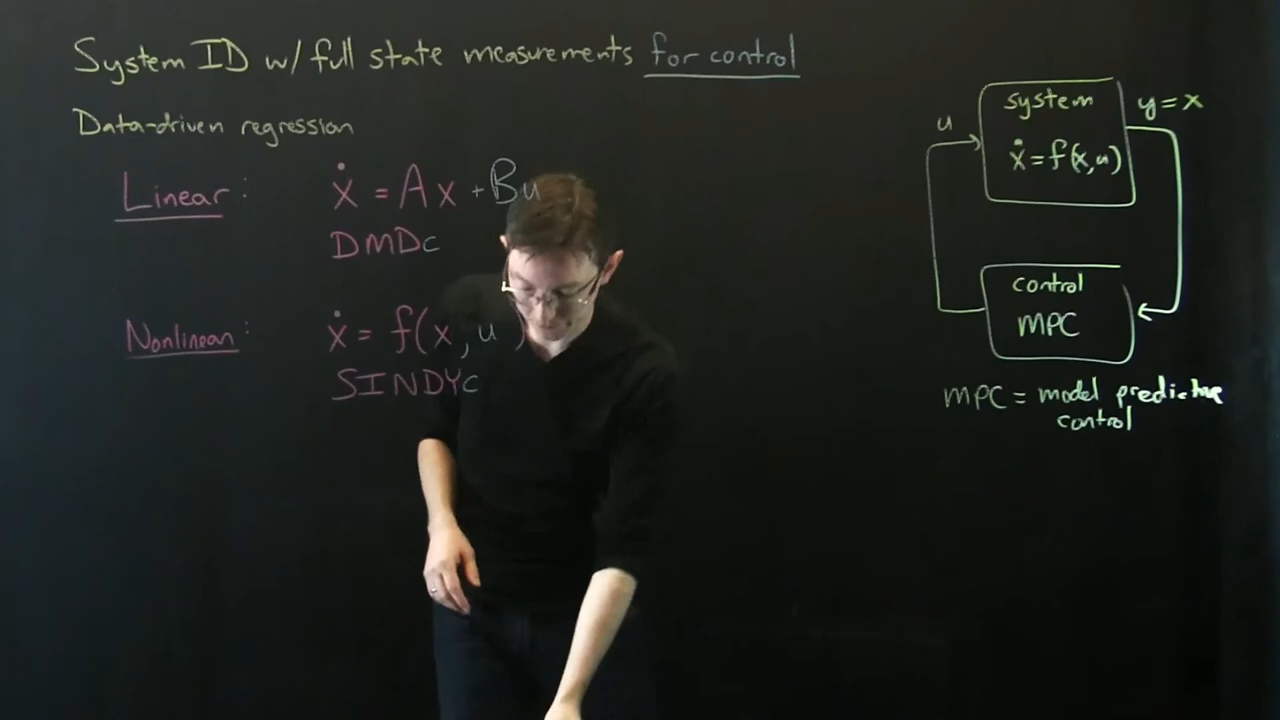 System ID w/ full state measurements for control
Data-driven regression
Linear: ẋ = Ax + Bu
DMDc
Nonlinear: ẋ = f(x, u)
SINDYc
u
system
y = x
ẋ = f(x, u)
control
MPC
MPC = model predictive
control